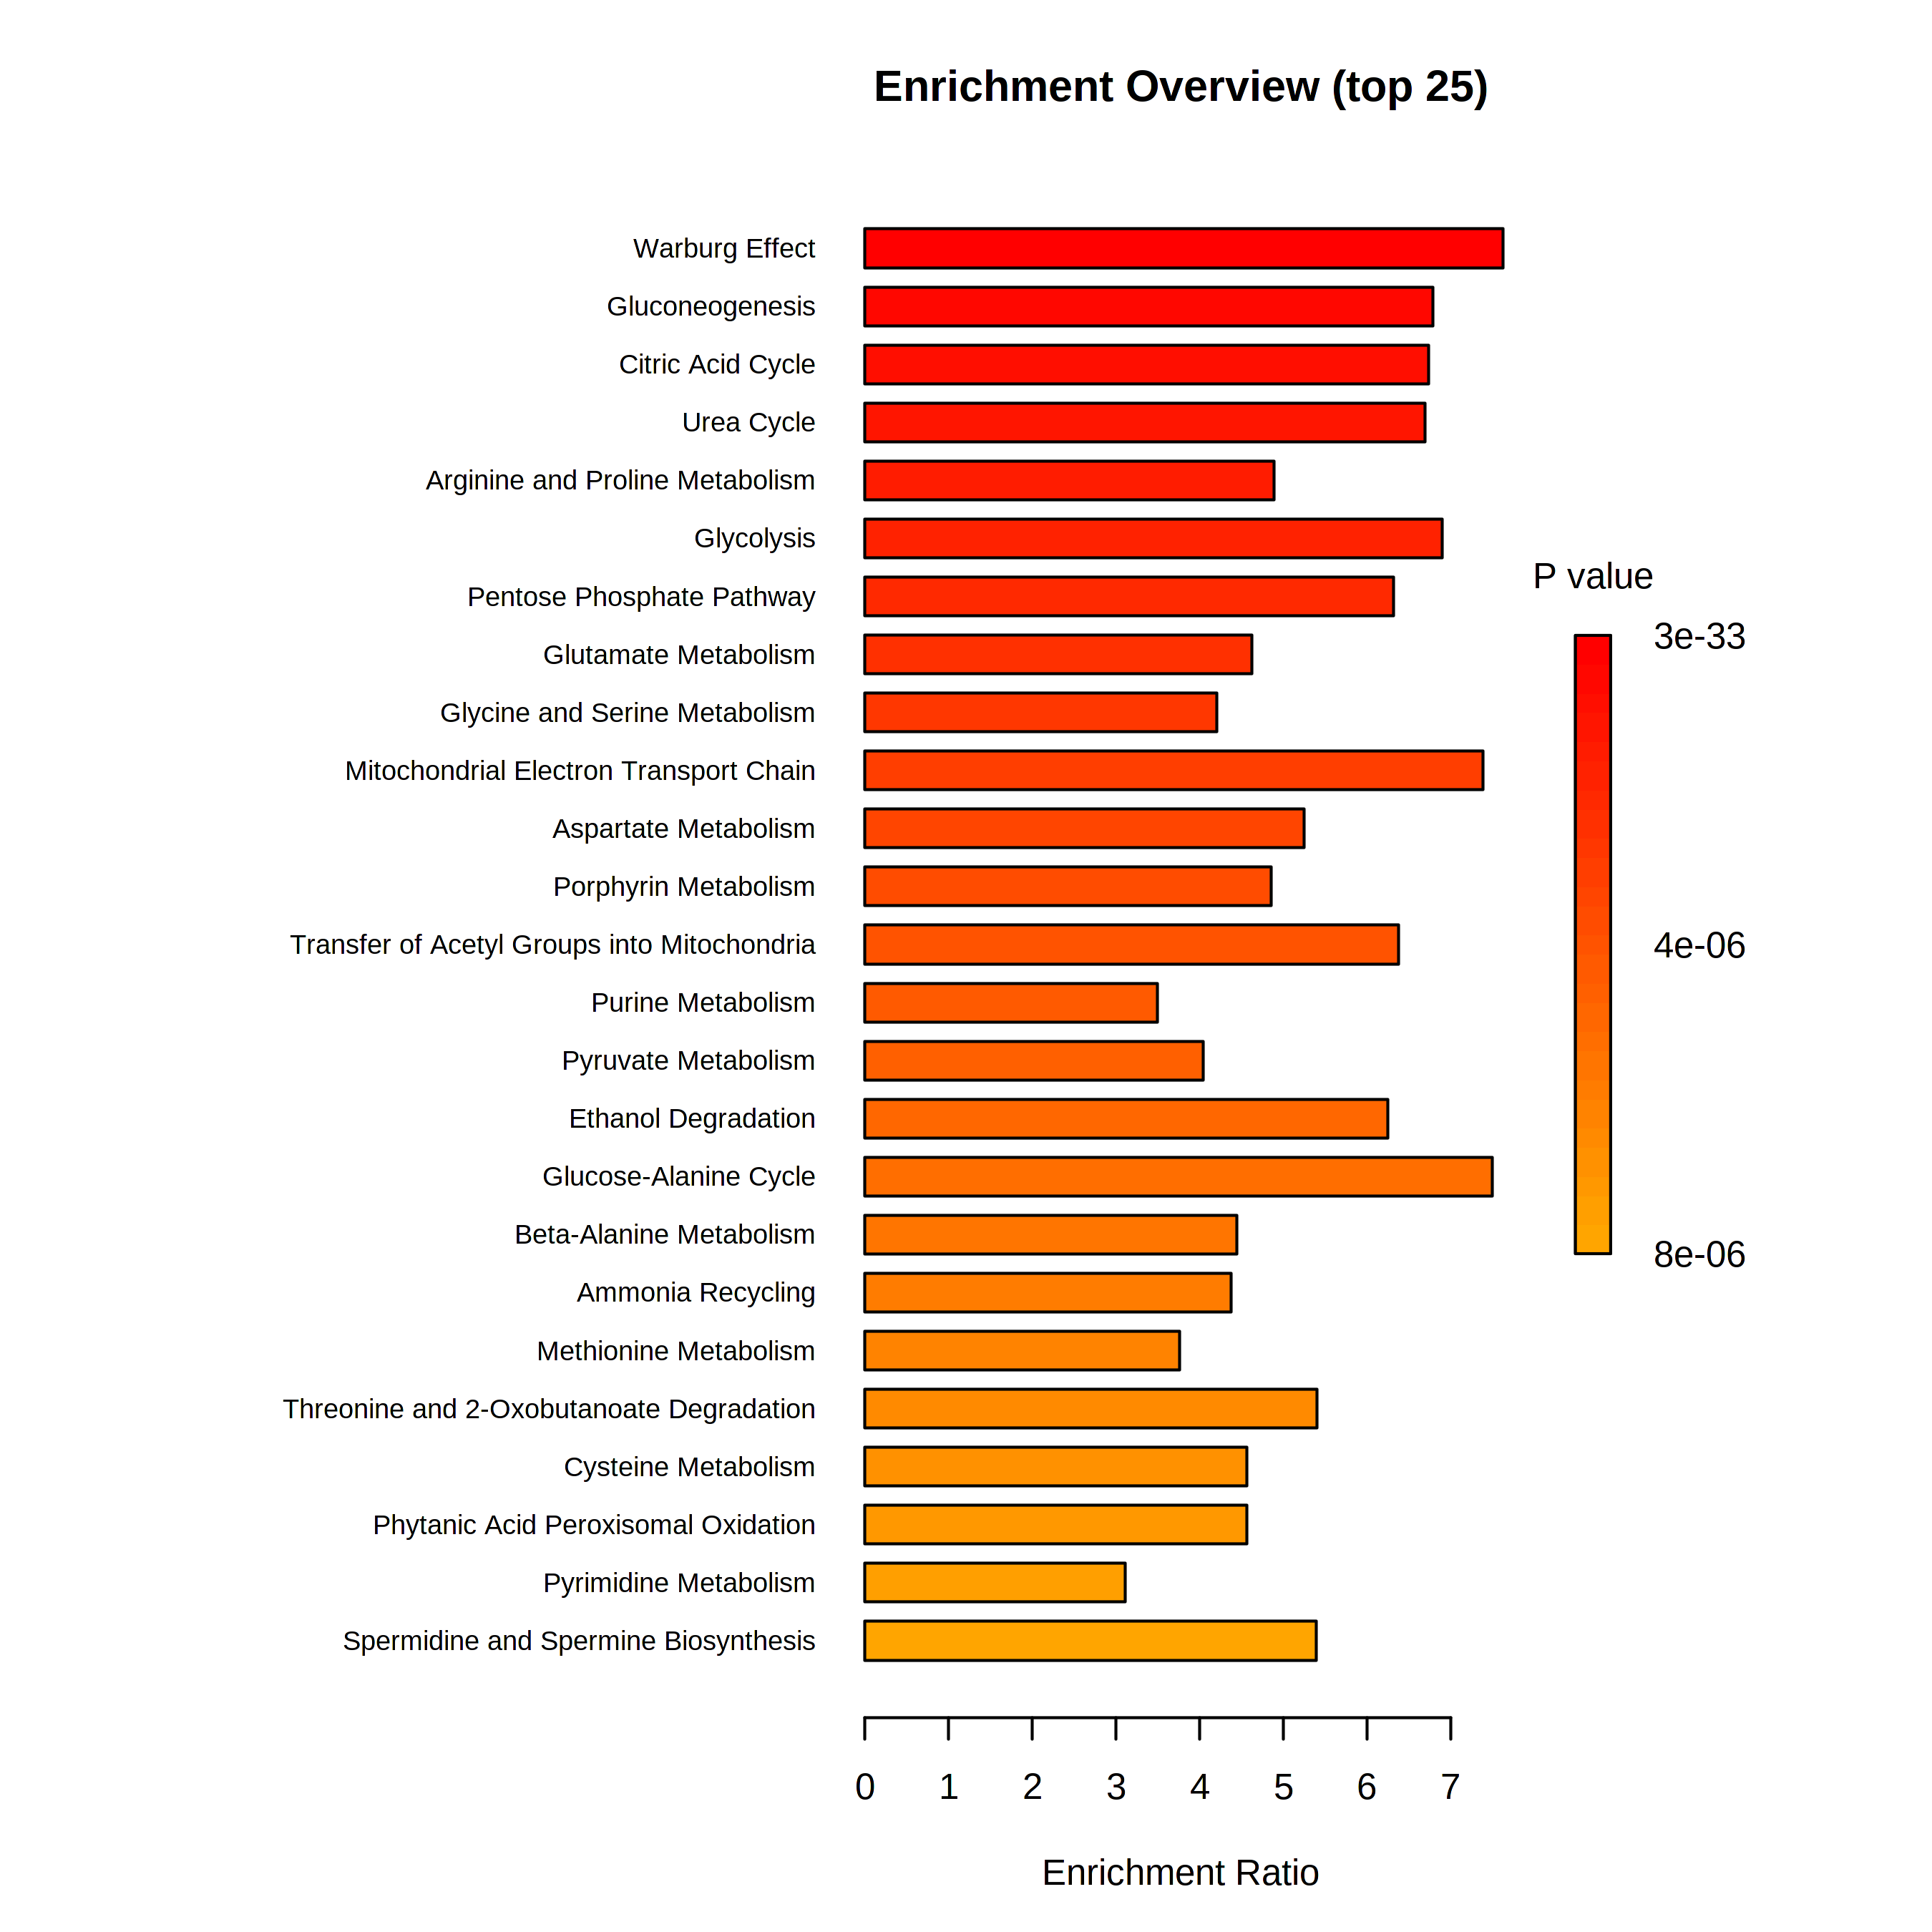 Enrichment Overview (top 25)
Warburg Effect
Gluconeogenesis
Citric Acid Cycle
Urea Cycle
Arginine and Proline Metabolism
Glycolysis
Pentose Phosphate Pathway
Glutamate Metabolism
Glycine and Serine Metabolism
Mitochondrial Electron Transport Chain
Aspartate Metabolism
Porphyrin Metabolism
Transfer of Acetyl Groups into Mitochondria
Purine Metabolism
Pyruvate Metabolism
Ethanol Degradation
Glucose-Alanine Cycle
Beta-Alanine Metabolism
Ammonia Recycling
Methionine Metabolism
Threonine and 2-Oxobutanoate Degradation
Cysteine Metabolism
Phytanic Acid Peroxisomal Oxidation
Pyrimidine Metabolism
Spermidine and Spermine Biosynthesis
0 1 2 3 4 5 6 7
Enrichment Ratio
P value
3e-33
4e-06
8e-06